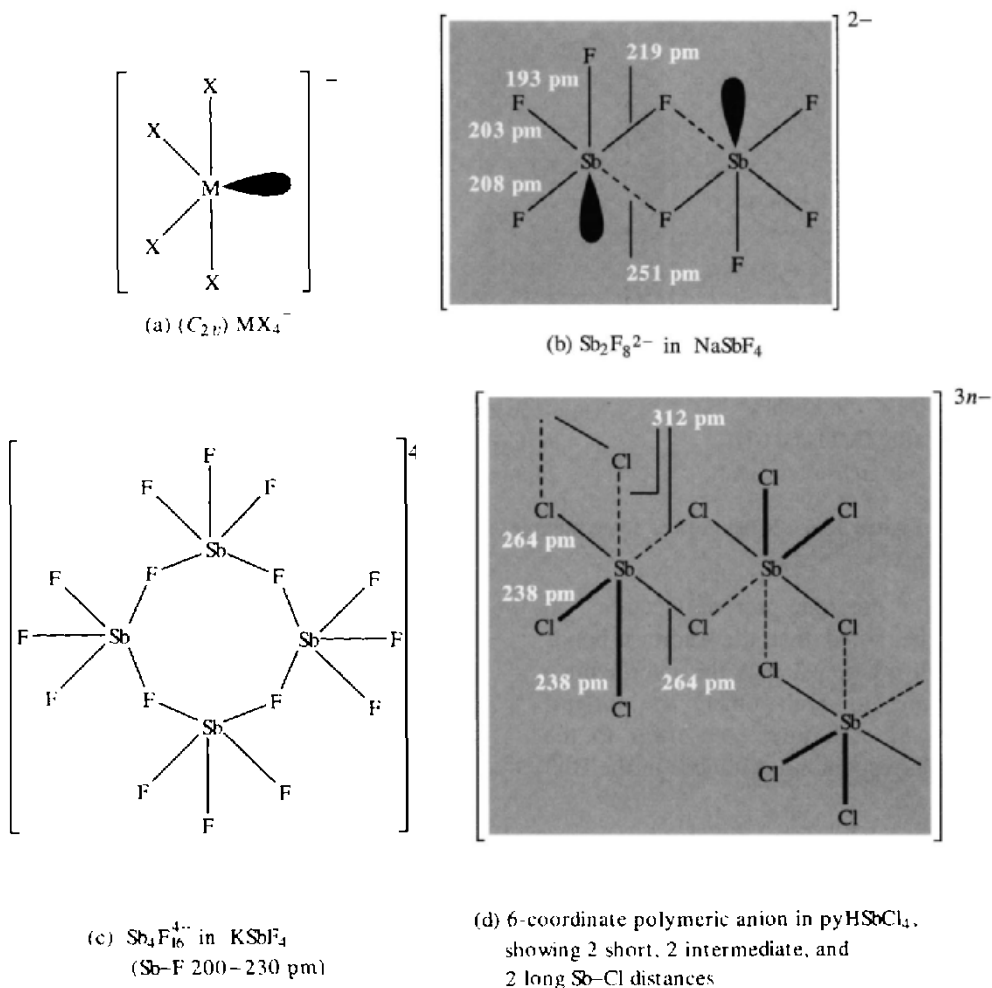 X
−
X
M
X
X
(a) (C₂ᵥ) MX₄⁻
2−
219 pm
F
193 pm
F
F
F
203 pm
Sb
Sb
208 pm
F
F
F
F
251 pm
(b) Sb₂F₈²⁻ in NaSbF₄
4
F
F
F
Sb
F
F
F
F
F
Sb
Sb
F
F
F
F
F
F
Sb
F
F
F
(c) Sb₄F₁₆⁴⁻ in KSbF₄
(Sb–F 200–230 pm)
3n−
312 pm
Cl
Cl
Cl
Cl
Cl
264 pm
Sb
Sb
238 pm
Cl
Cl
Cl
238 pm
264 pm
Cl
Cl
Sb
Cl
Cl
(d) 6-coordinate polymeric anion in pyHSbCl₄,
showing 2 short, 2 intermediate, and
2 long Sb–Cl distances